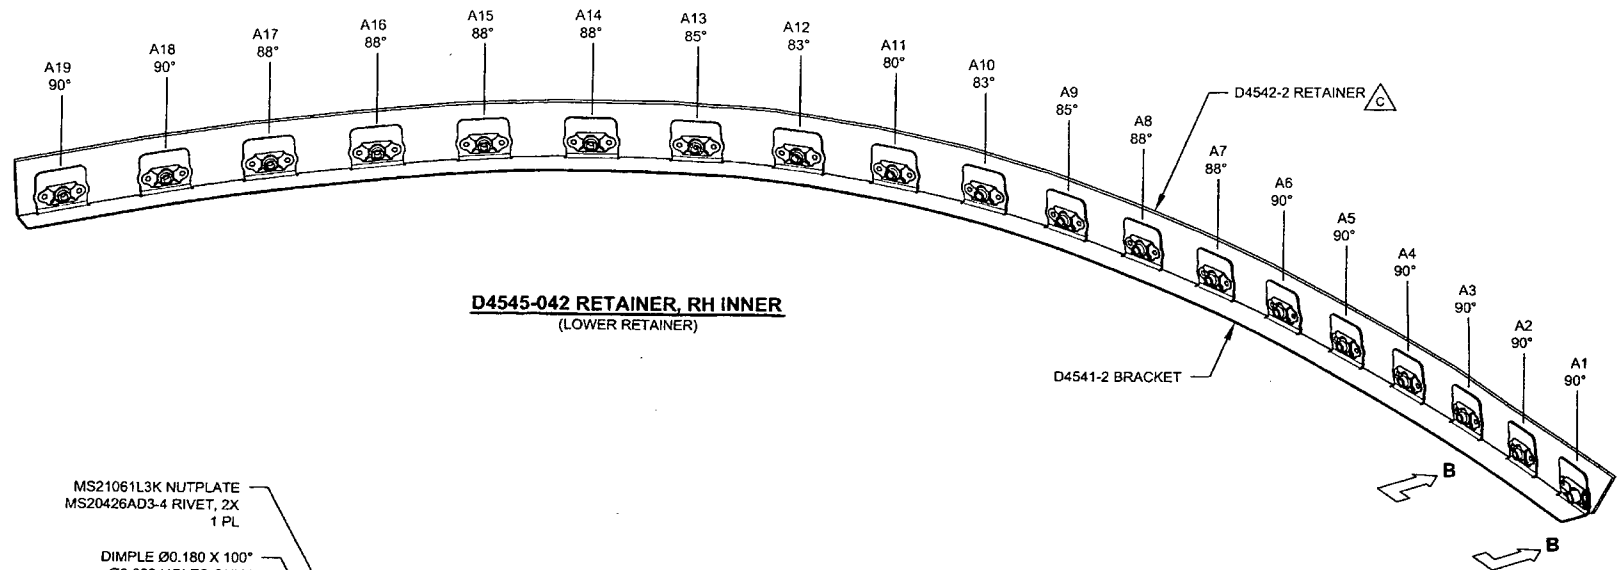 A19
90°
A18
90°
A17
88°
A16
88°
A15
88°
A14
88°
A13
85°
A12
83°
A11
80°
A10
83°
A9
85°
A8
88°
A7
88°
A6
90°
A5
90°
A4
90°
A3
90°
A2
90°
A1
90°
D4542-2 RETAINER
C
D4545-042 RETAINER, RH INNER
(LOWER RETAINER)
D4541-2 BRACKET
B
B
MS21061L3K NUTPLATE
MS20426AD3-4 RIVET, 2X
1 PL
DIMPLE Ø0.180 X 100°